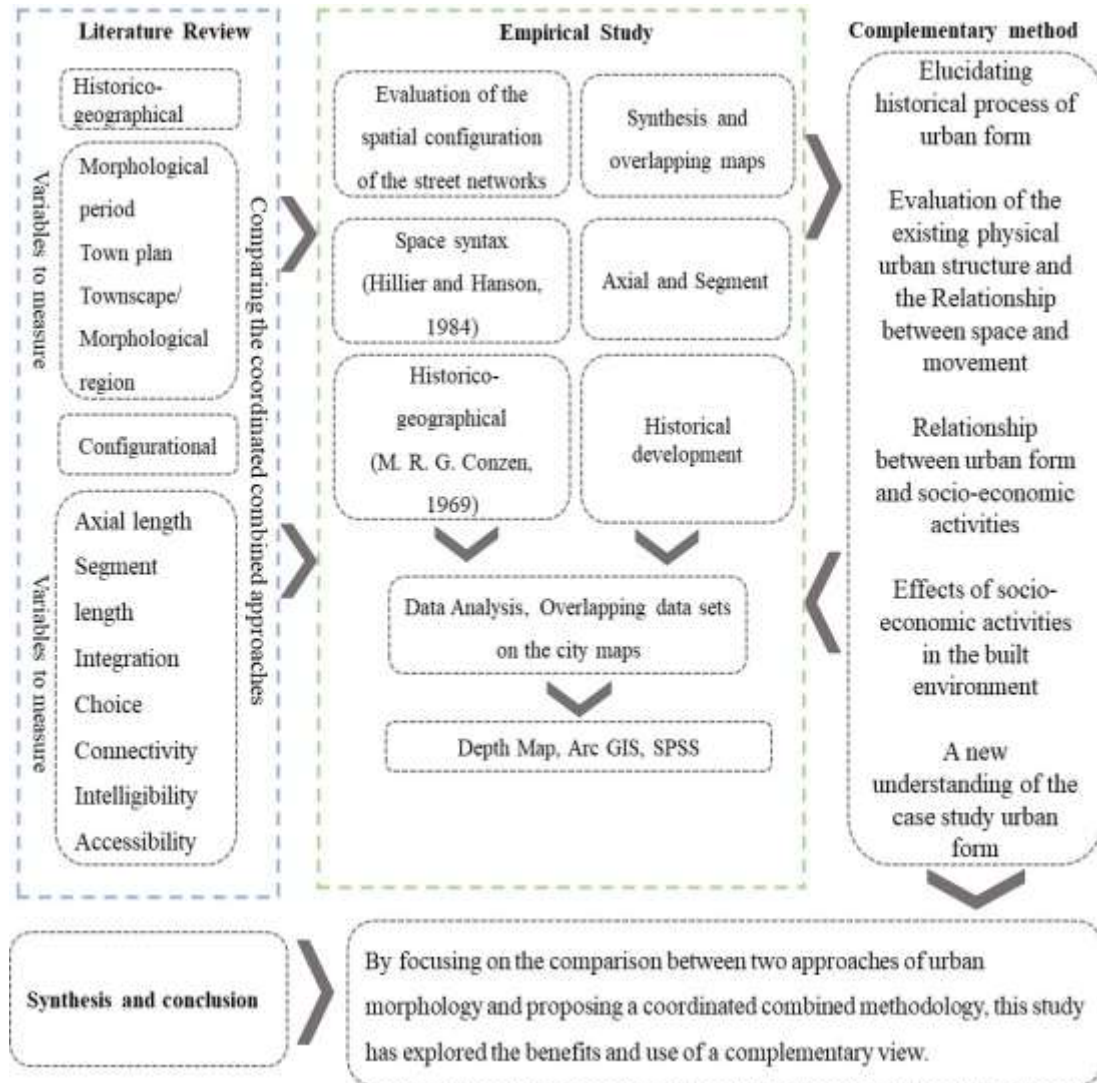 Literature Review
Historico-
geographical
Morphological
period
Town plan
Townscape/
Morphological
region
Variables to measure
Configurational
Axial length
Segment
length
Integration
Choice
Connectivity
Intelligibility
Accessibility
Variables to measure
Comparing the coordinated combined approaches
Empirical Study
Evaluation of the
spatial configuration
of the street networks
Synthesis and
overlapping maps
Space syntax
(Hillier and Hanson,
1984)
Axial and Segment
Historico-
geographical
(M. R. G. Conzen,
1969)
Historical
development
Data Analysis, Overlapping data sets
on the city maps
Depth Map, Arc GIS, SPSS
Complementary method
Elucidating
historical process of
urban form
Evaluation of the
existing physical
urban structure and
the Relationship
between space and
movement
Relationship
between urban form
and socio-economic
activities
Effects of socio-
economic activities
in the built
environment
A new
understanding of the
case study urban
form
Synthesis and conclusion
By focusing on the comparison between two approaches of urban
morphology and proposing a coordinated combined methodology, this study
has explored the benefits and use of a complementary view.